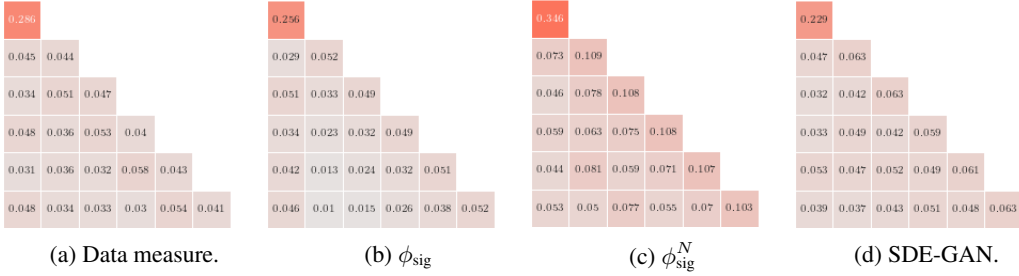 0.286 0.256 0.346 0.229
0.045 0.044 0.029 0.052 0.073 0.109 0.047 0.063
0.034 0.051 0.047 0.051 0.033 0.049 0.046 0.078 0.108 0.032 0.042 0.063
0.048 0.036 0.053 0.04 0.034 0.023 0.032 0.049 0.059 0.063 0.075 0.108 0.033 0.049 0.042 0.059
0.031 0.036 0.032 0.058 0.043 0.042 0.013 0.024 0.032 0.051 0.044 0.081 0.059 0.071 0.107 0.053 0.047 0.052 0.049 0.061
0.048 0.034 0.033 0.03 0.054 0.041 0.046 0.01 0.015 0.026 0.038 0.052 0.053 0.05 0.077 0.055 0.07 0.103 0.039 0.037 0.043 0.051 0.048 0.063
(a) Data measure. (b) ϕ_sig (c) ϕ^N_sig (d) SDE-GAN.